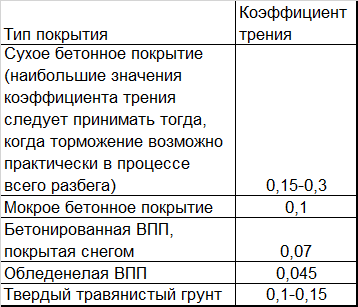 Тип покрытия
Коэффициент
трения
Сухое бетонное покрытие
(наибольшие значения
коэффициента трения
следует принимать тогда,
когда торможение возможно
практически в процессе
всего разбега)
0,15-0,3
Мокрое бетонное покрытие
0,1
Бетонированная ВПП,
покрытая снегом
0,07
Обледенелая ВПП
0,045
Твердый травянистый грунт
0,1-0,15